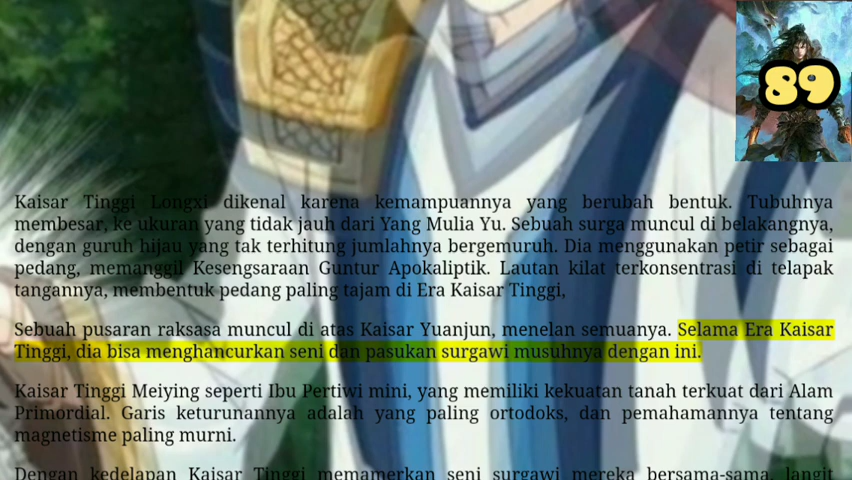 89
Kaisar Tinggi Longxi dikenal karena kemampuannya yang berubah bentuk. Tubuhnya
membesar, ke ukuran yang tidak jauh dari Yang Mulia Yu. Sebuah surga muncul di belakangnya,
dengan guruh hijau yang tak terhitung jumlahnya bergemuruh. Dia menggunakan petir sebagai
pedang, memanggil Kesengsaraan Guntur Apokaliptik. Lautan kilat terkonsentrasi di telapak
tangannya, membentuk pedang paling tajam di Era Kaisar Tinggi,
Sebuah pusaran raksasa muncul di atas Kaisar Yuanjun, menelan semuanya. Selama Era Kaisar
Tinggi, dia bisa menghancurkan seni dan pasukan surgawi musuhnya dengan ini.
Kaisar Tinggi Meiying seperti Ibu Pertiwi mini, yang memiliki kekuatan tanah terkuat dari Alam
Primordial. Garis keturunannya adalah yang paling ortodoks, dan pemahamannya tentang
magnetisme paling murni.
Dengan kedelapan Kaisar Tinggi memamerkan seni surgawi mereka bersama-sama, langit